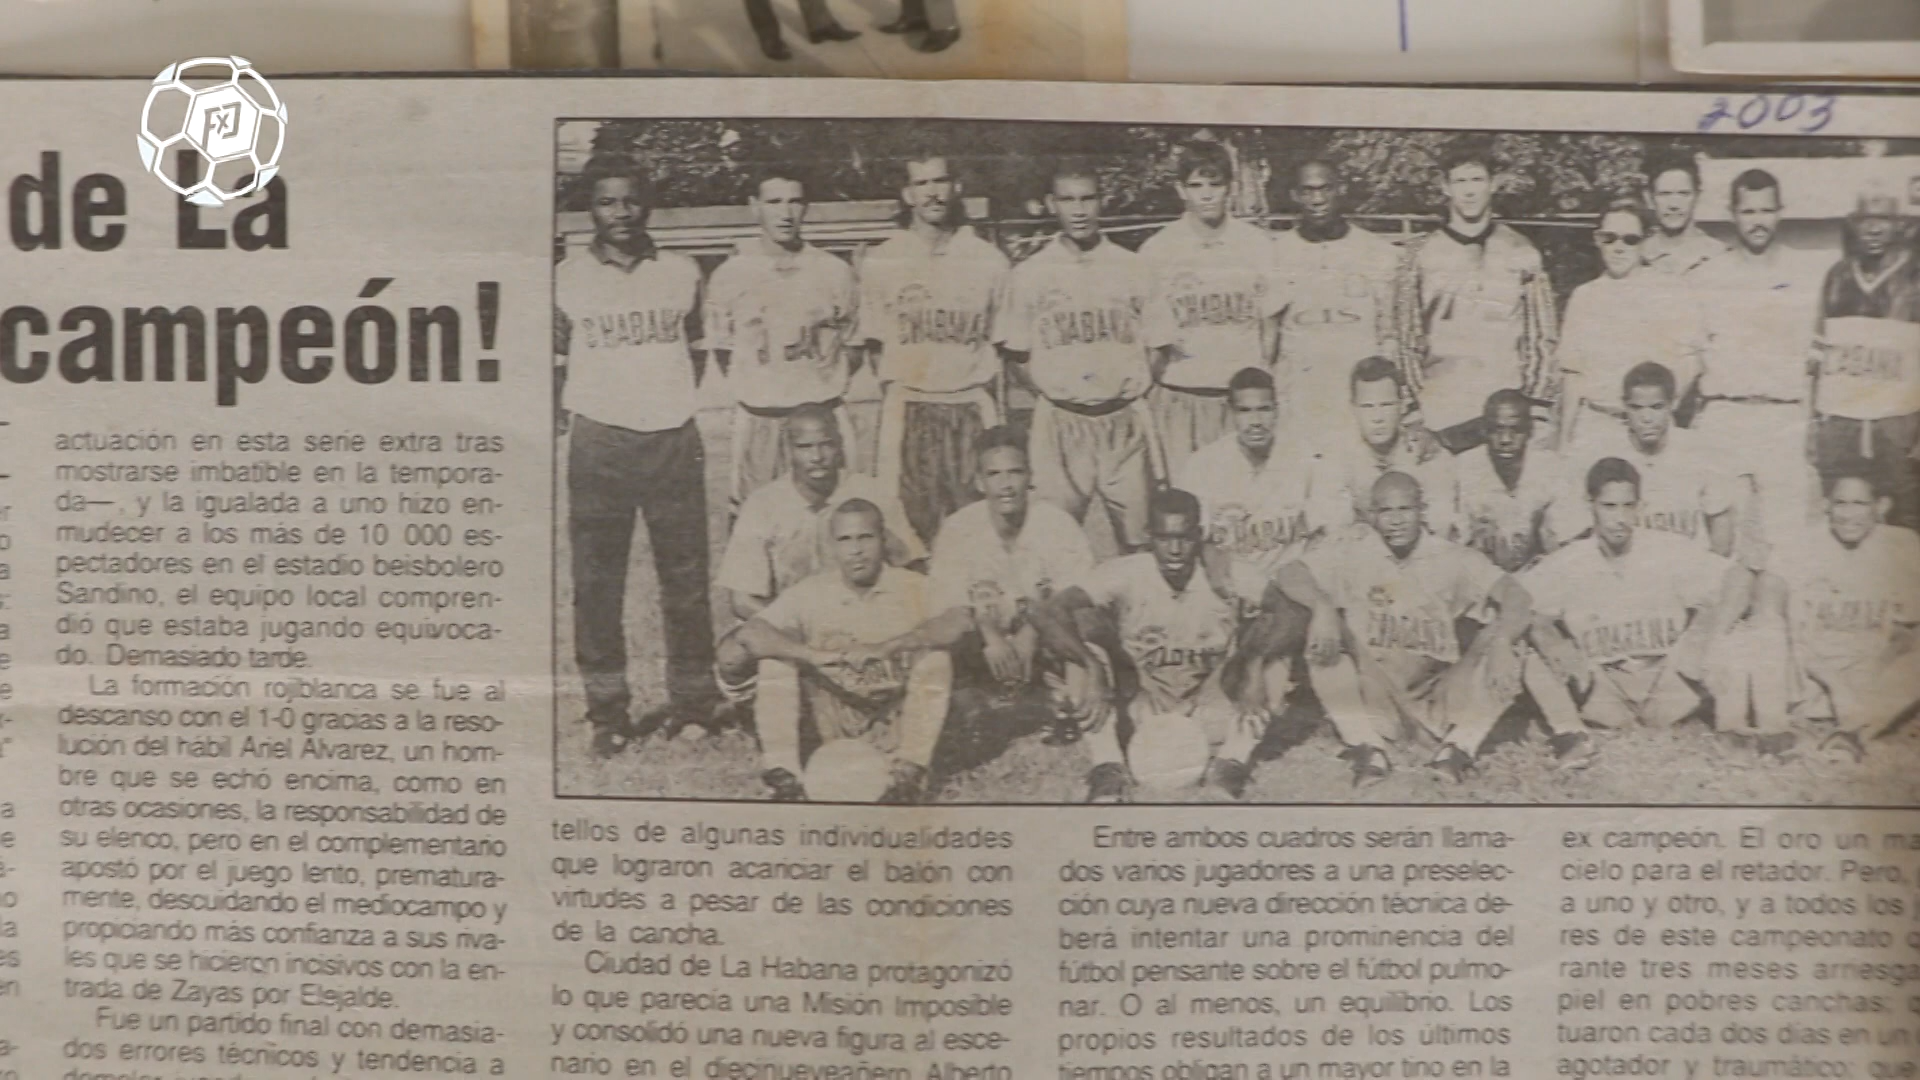 FXJ
2003
de La
campeón!
actuación en esta serie extra tras
mostrarse imbatible en la tempora-
da—, y la igualada a uno hizo en-
mudecer a los más de 10 000 es-
pectadores en el estadio beisbolero
Sandino, el equipo local compren-
dió que estaba jugando equivoca-
do. Demasiado tarde.
La formación rojiblanca se fue al
descanso con el 1-0 gracias a la reso-
lución del hábil Ariel Alvarez, un hom-
bre que se echó encima, como en
otras ocasiones, la responsabilidad de
su elenco, pero en el complementario
apostó por el juego lento, prematura-
mente, descuidando el mediocampo y
propiciando más confianza a sus riva-
les que se hicieron incisivos con la en-
trada de Zayas por Elejalde.
Fue un partido final con demasia-
dos errores técnicos y tendencia a
C.HABANA
C.HABANA
C.HABANA
C.HABANA
CIS
HABANA
HABANA
tellos de algunas individualidades
que lograron acariciar el balón con
virtudes a pesar de las condiciones
de la cancha.
Ciudad de La Habana protagonizó
lo que parecía una Misión Imposible
y consolidó una nueva figura al esce-
nario en el diecinueveañero Alberto
Entre ambos cuadros serán llama-
dos varios jugadores a una preselec-
ción cuya nueva dirección técnica de-
berá intentar una prominencia del
fútbol pensante sobre el fútbol pulmo-
nar. O al menos, un equilibrio. Los
propios resultados de los últimos
tiempos obligan a un mayor tino en la
ex campeón. El oro un
cielo para el retador. Pero,
a uno y otro, y a todos los
res de este campeonato
rante tres meses
piel en pobres canchas;
tuaron cada dos días en un
agotador y traumático; que